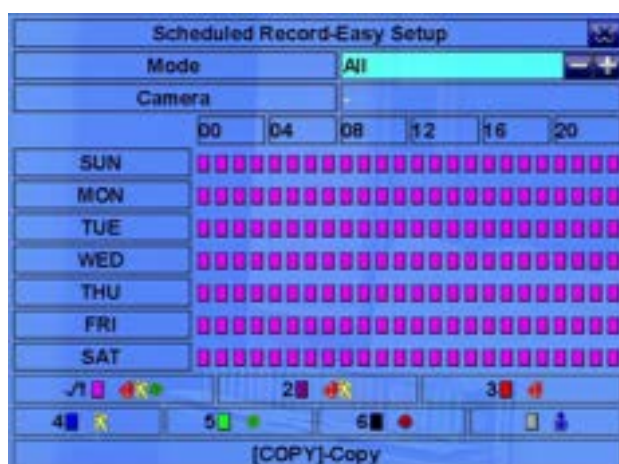 Scheduled Record-Easy Setup
Mode All
Camera -
00 04 08 12 16 20
SUN
MON
TUE
WED
THU
FRI
SAT
√1 2 3
4 5 6
[COPY]-Copy